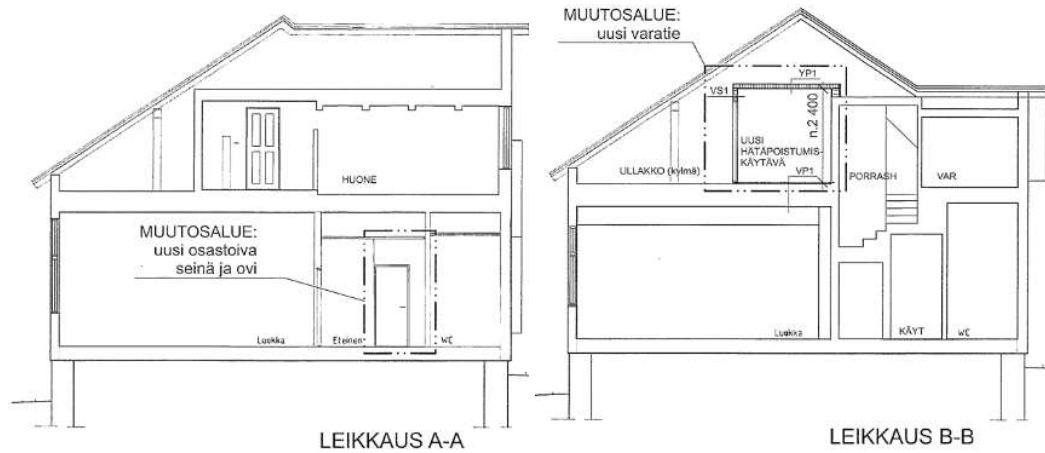 MUUTOSALUE:
uusi varatie
YP1
VS1
n.2 400
UUSI
HÄTÄPOISTUMIS-
KÄYTÄVÄ
ULLAKKO (kylmä)
VP1
PORRASH
VAR
HUONE
MUUTOSALUE:
uusi osastoiva
seinä ja ovi
Luokka
Eteinen
WC
Luokka
KÄYT
WC
LEIKKAUS A-A
LEIKKAUS B-B